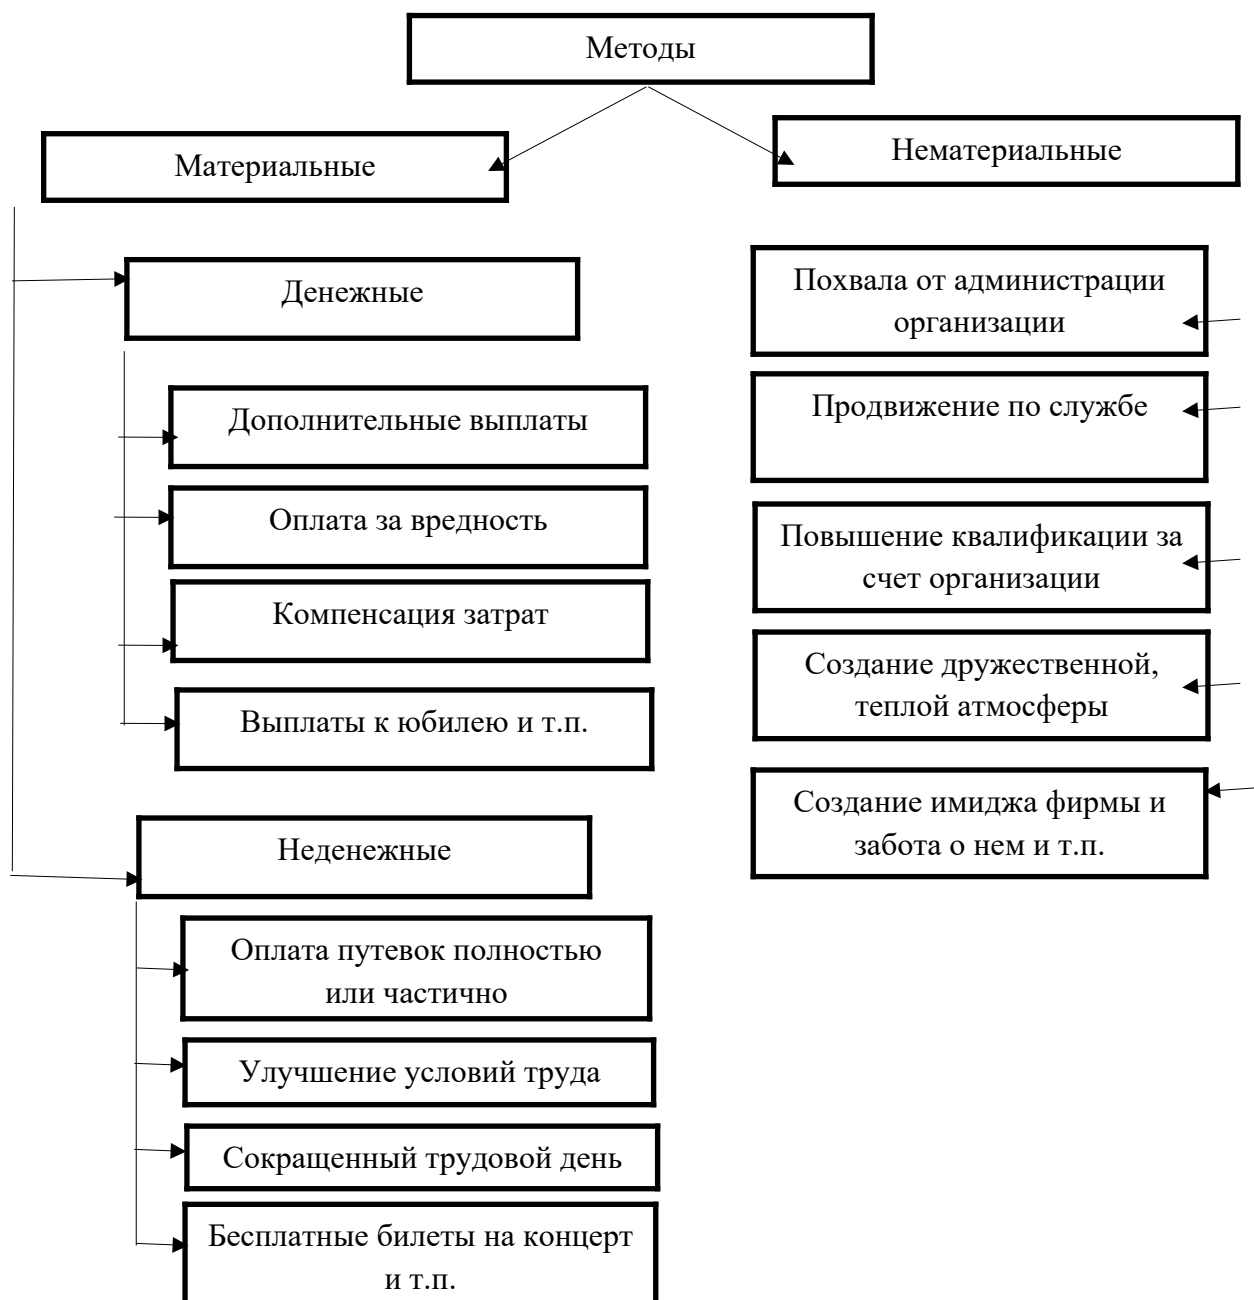 Методы
Материальные
Нематериальные
Денежные
Дополнительные выплаты
Оплата за вредность
Компенсация затрат
Выплаты к юбилею и т.п.
Неденежные
Оплата путевок полностью
или частично
Улучшение условий труда
Сокращенный трудовой день
Бесплатные билеты на концерт
и т.п.
Похвала от администрации
организации
Продвижение по службе
Повышение квалификации за
счет организации
Создание дружественной,
теплой атмосферы
Создание имиджа фирмы и
забота о нем и т.п.